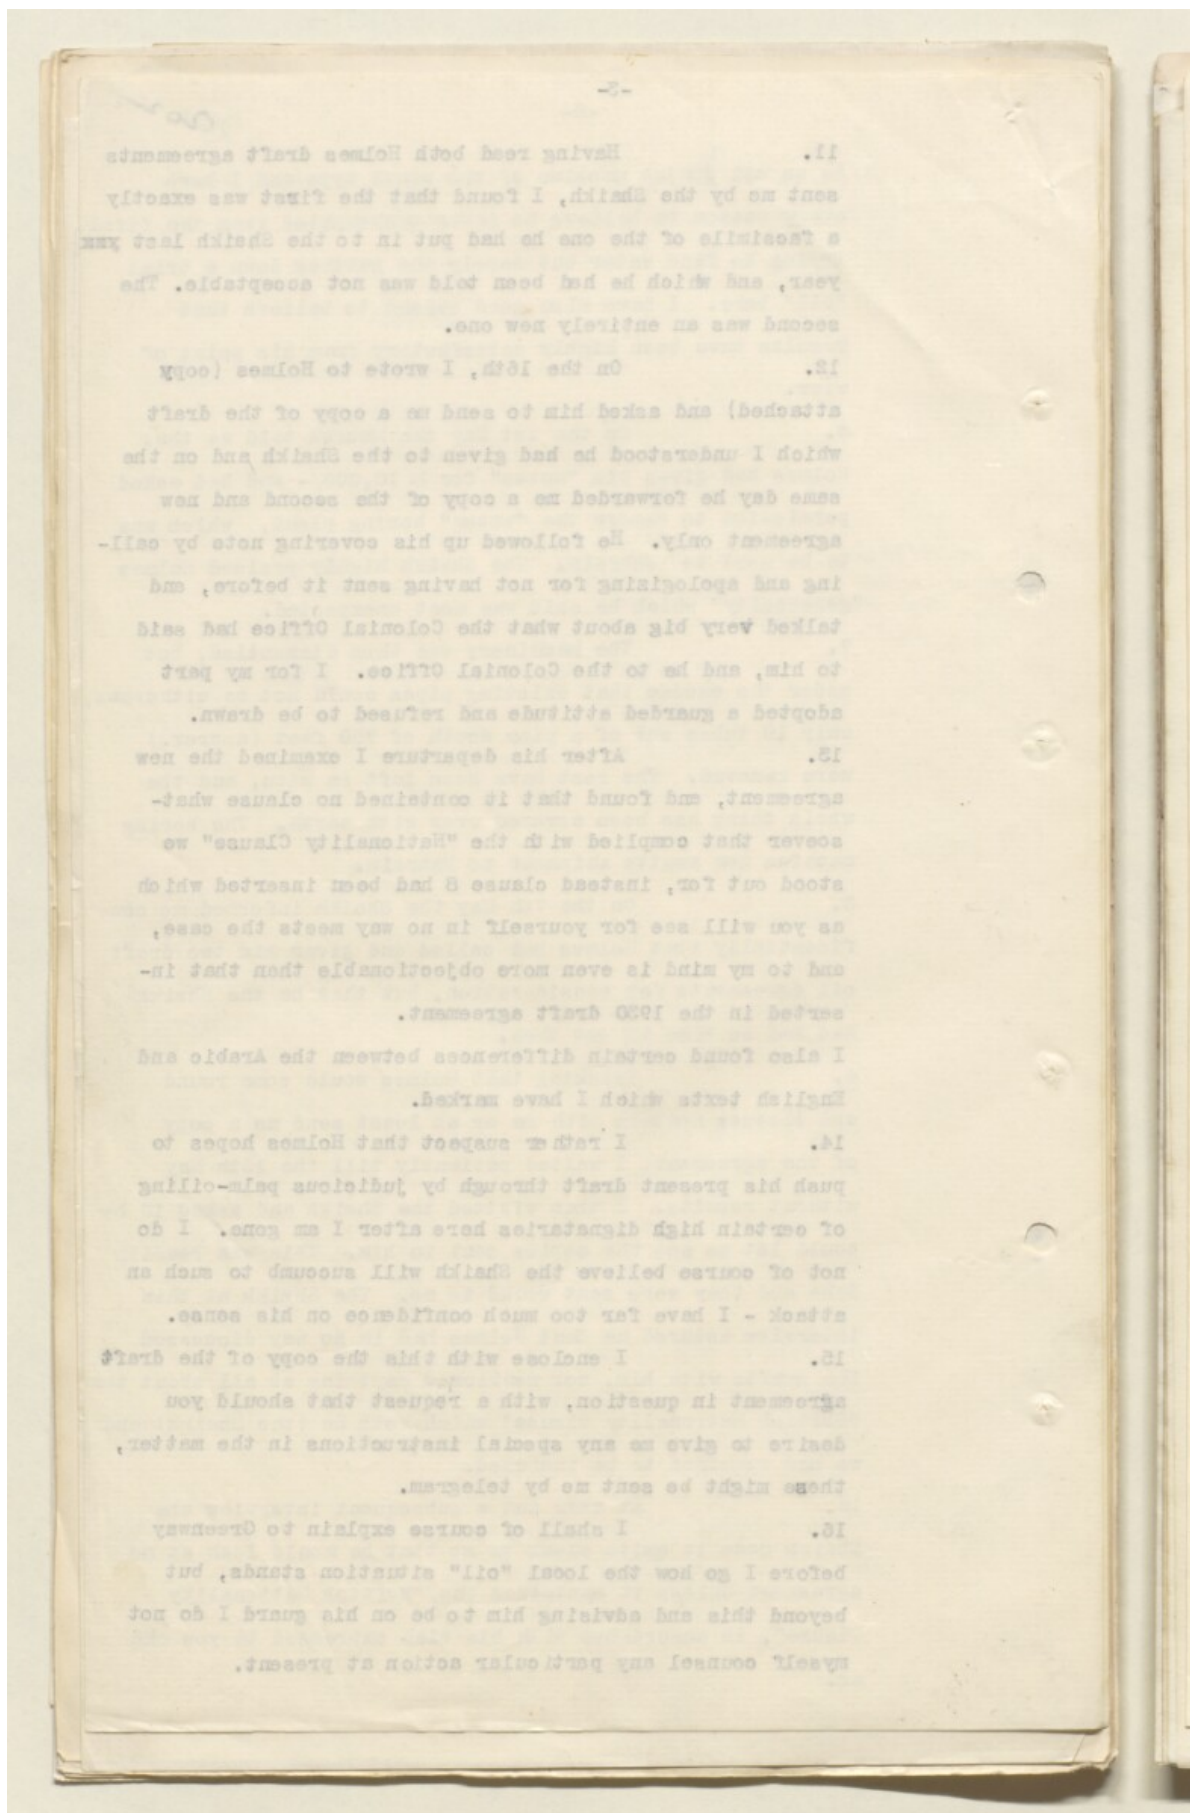 -3-
11. Having read both Holmes draft agreements
sent me by the Shaikh, I found that the first was exactly
a facsimile of the one he had put in to the Shaikh last yxx
year, and which he had been told was not acceptable. The
second was an entirely new one.
12. On the 16th, I wrote to Holmes (copy
attached) and asked him to send me a copy of the draft
which I understood he had given to the Shaikh and on the
same day he forwarded me a copy of the second and new
agreement only. He followed up his covering note by call-
ing and apologizing for not having sent it before, and
talked very big about what the Colonial Office had said
to him, and he to the Colonial Office. I for my part
adopted a guarded attitude and refused to be drawn.
13. After his departure I examined the new
agreement, and found that it contained no clause what-
soever that complied with the "Nationality Clause" we
stood out for, instead clause 8 had been inserted which
as you will see for yourself in no way meets the case,
and to my mind is even more objectionable than that in-
serted in the 1930 draft agreement.
I also found certain differences between the Arabic and
English texts which I have marked.
14. I rather suspect that Holmes hopes to
push his present draft through by judicious palm-oiling
of certain high dignataries here after I am gone. I do
not of course believe the Shaikh will succumb to such an
attack - I have far too much confidence on his sense.
15. I enclose with this the copy of the draft
agreement in question, with a request that should you
desire to give me any special instructions in the matter,
these might be sent me by telegram.
16. I shall of course explain to Greenway
before I go how the local "oil" situation stands, but
beyond this and advising him to be on his guard I do not
myself counsel any particular action at present.